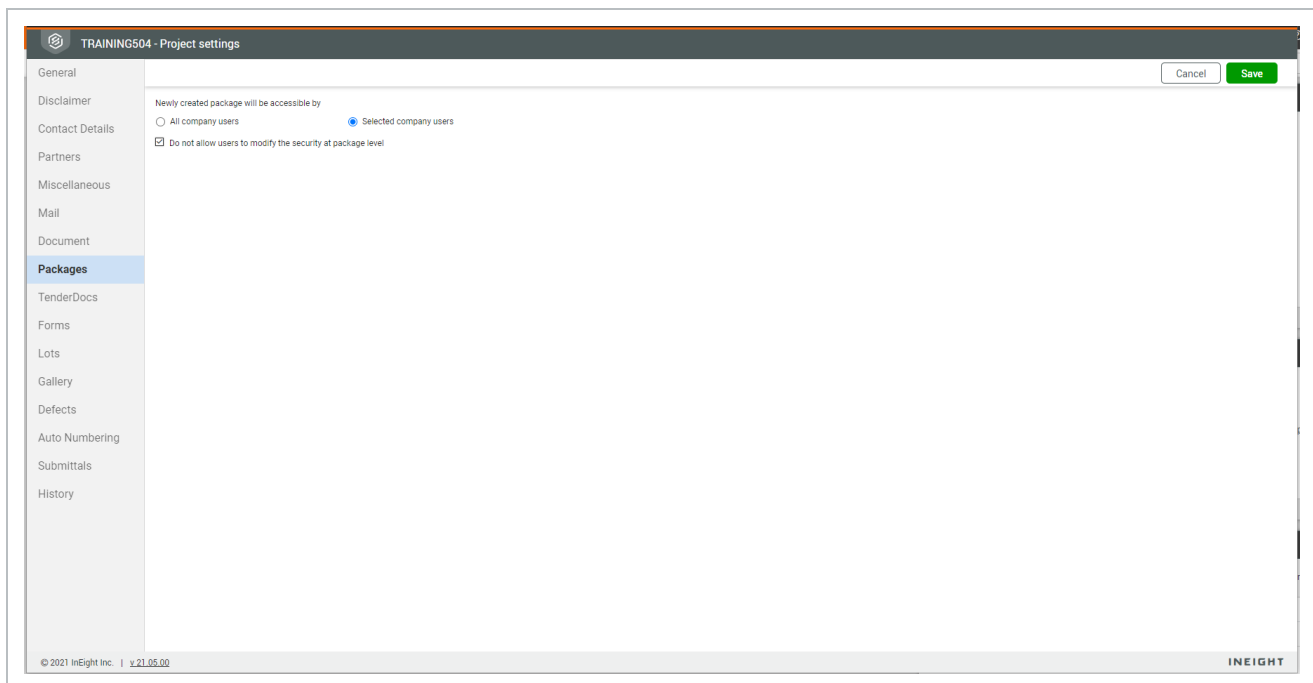 TRAINING504 - Project settings
General
Cancel Save
Disclaimer
Newly created package will be accessible by
All company users Selected company users
Contact Details
Do not allow users to modify the security at package level
Partners
Miscellaneous
Mail
Document
Packages
TenderDocs
Forms
Lots
Gallery
Defects
Auto Numbering
Submittals
History
© 2021 InEight Inc. | v 21.05.00
INEIGHT